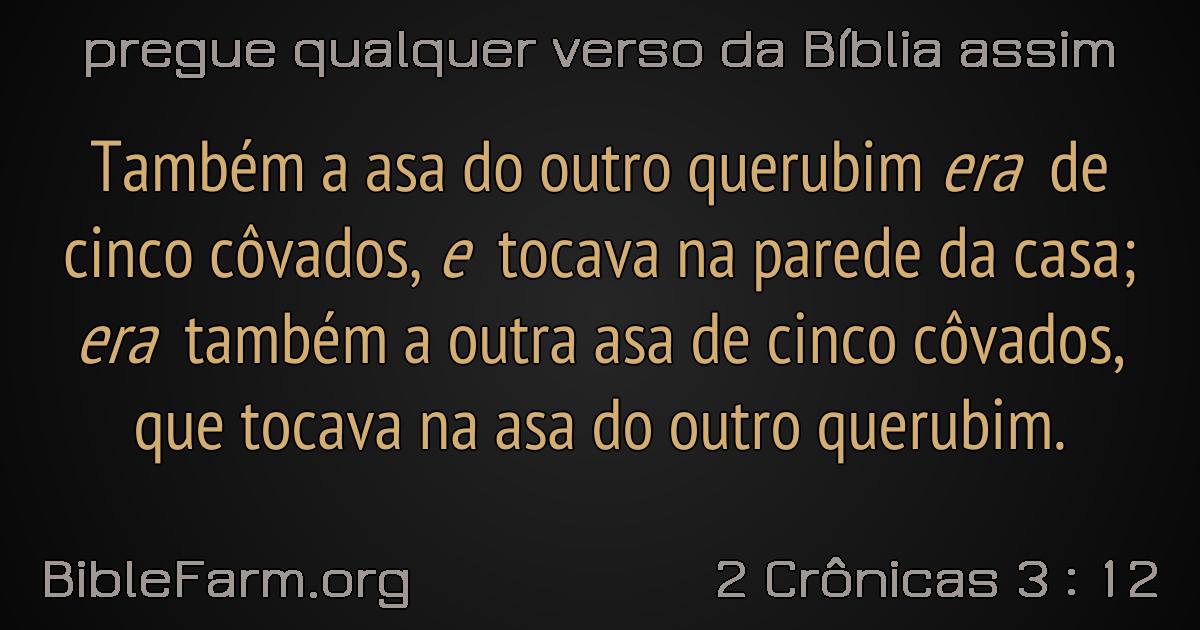 pregue qualquer verso da Bíblia assim
Também a asa do outro querubim era de
cinco côvados, e tocava na parede da casa;
era também a outra asa de cinco côvados,
que tocava na asa do outro querubim.
BibleFarm.org
2 Crônicas 3 : 12